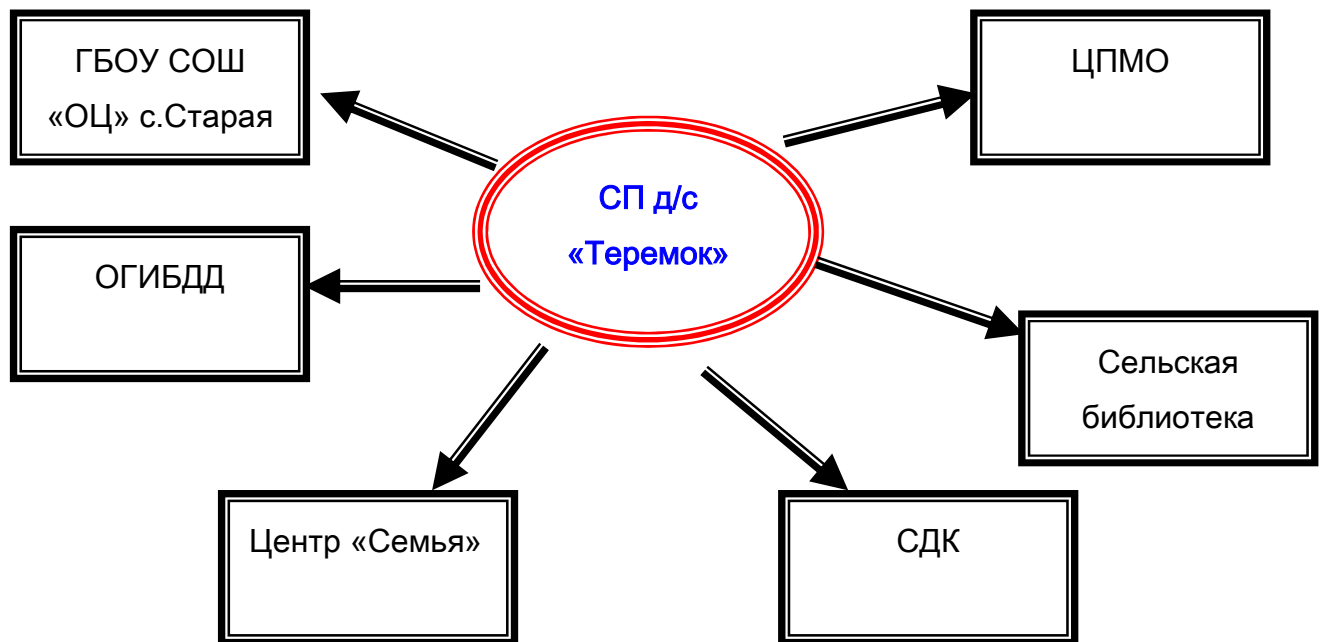 ГБОУ СОШ
«ОЦ» с.Старая
ЦПМО
СП д/с
«Теремок»
ОГИБДД
Сельская
библиотека
Центр «Семья»
СДК